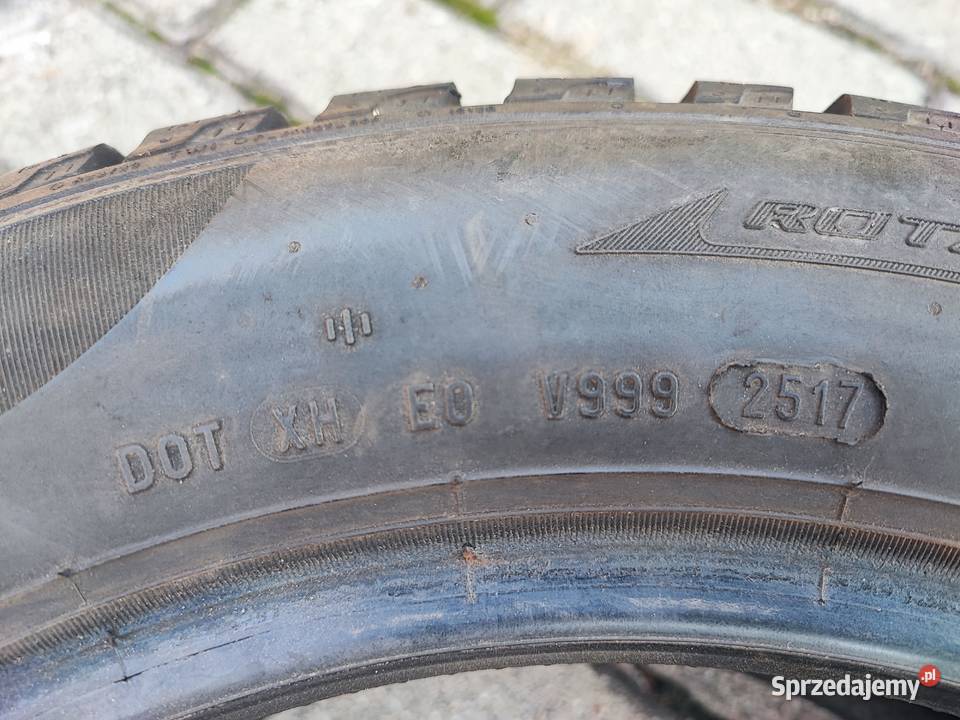 ROT
DOT XH E0 V999 2517
Sprzedajemy.pl